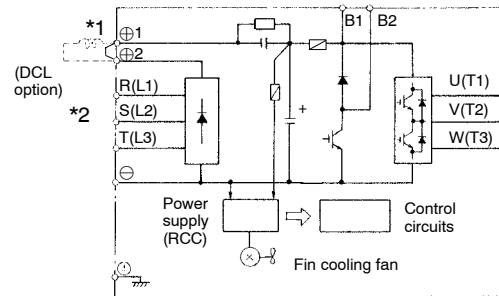 B1 B2
*1
⊕1
⊕2
(DCL
option)
*2
R(L1)
S(L2)
T(L3)
⊖
+
U(T1)
V(T2)
W(T3)
Power
supply
(RCC)
Control
circuits
Fin cooling fan